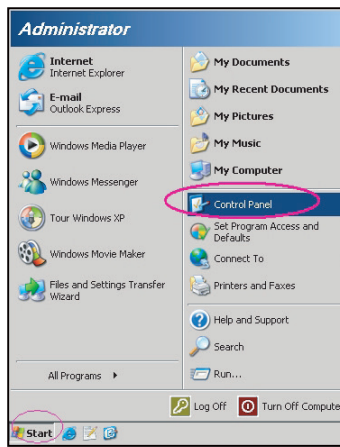 Administrator
Internet
Internet Explorer
E-mail
Outlook Express
Windows Media Player
Windows Messenger
Tour Windows XP
Windows Movie Maker
Files and Settings Transfer
Wizard
All Programs
My Documents
My Recent Documents
My Pictures
My Music
My Computer
Control Panel
Set Program Access and
Defaults
Connect To
Printers and Faxes
Help and Support
Search
Run...
Log Off
Turn Off Compute
Start